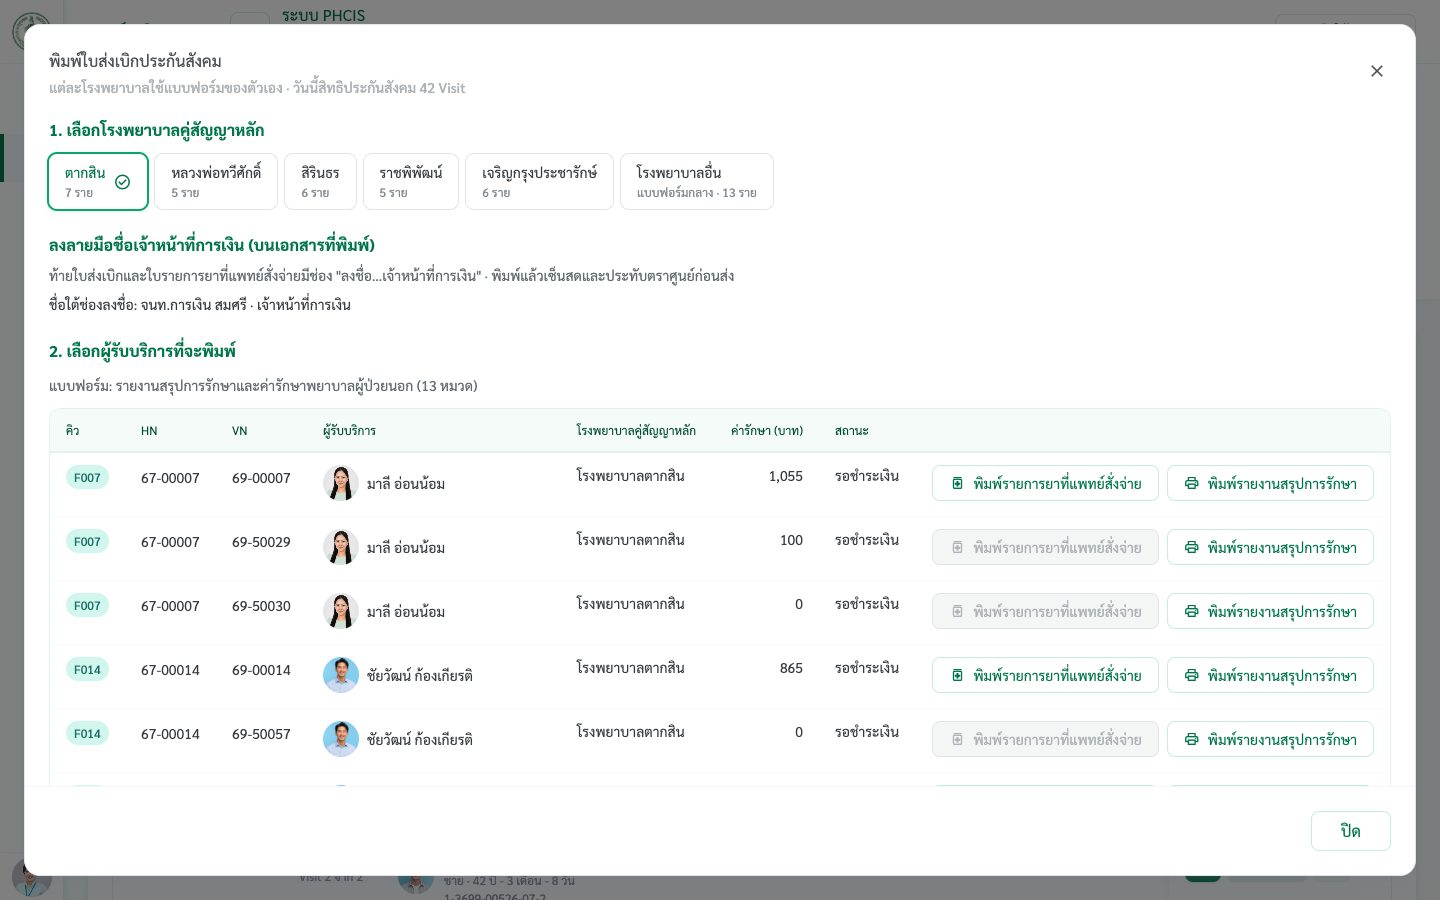 ระบบ PHCIS
พิมพ์ใบส่งเบิกประกันสังคม
แต่ละโรงพยาบาลใช้แบบฟอร์มของตัวเอง · วันนี้สิทธิประกันสังคม 42 Visit
1. เลือกโรงพยาบาลคู่สัญญาหลัก
ตากสิน
7 ราย
หลวงพ่อทวีศักดิ์
5 ราย
สิรินธร
6 ราย
ราชพิพัฒน์
5 ราย
เจริญกรุงประชารักษ์
6 ราย
โรงพยาบาลอื่น
แบบฟอร์มกลาง · 13 ราย
ลงลายมือชื่อเจ้าหน้าที่การเงิน (บนเอกสารที่พิมพ์)
ท้ายใบส่งเบิกและใบรายการยาที่แพทย์สั่งจ่ายมีช่อง "ลงชื่อ...เจ้าหน้าที่การเงิน" · พิมพ์แล้วเซ็นสดและประทับตราศูนย์ก่อนส่ง
ชื่อใต้ช่องลงชื่อ: จนท.การเงิน สมศรี · เจ้าหน้าที่การเงิน
2. เลือกผู้รับบริการที่จะพิมพ์
แบบฟอร์ม: รายงานสรุปการรักษาและค่ารักษาพยาบาลผู้ป่วยนอก (13 หมวด)
คิว HN VN ผู้รับบริการ โรงพยาบาลคู่สัญญาหลัก ค่ารักษา (บาท) สถานะ
F007 67-00007 69-00007 มาลี อ่อนน้อม โรงพยาบาลตากสิน 1,055 รอชำระเงิน พิมพ์รายการยาที่แพทย์สั่งจ่าย พิมพ์รายงานสรุปการรักษา
F007 67-00007 69-50029 มาลี อ่อนน้อม โรงพยาบาลตากสิน 100 รอชำระเงิน พิมพ์รายการยาที่แพทย์สั่งจ่าย พิมพ์รายงานสรุปการรักษา
F007 67-00007 69-50030 มาลี อ่อนน้อม โรงพยาบาลตากสิน 0 รอชำระเงิน พิมพ์รายการยาที่แพทย์สั่งจ่าย พิมพ์รายงานสรุปการรักษา
F014 67-00014 69-00014 ชัยวัฒน์ ก้องเกียรติ โรงพยาบาลตากสิน 865 รอชำระเงิน พิมพ์รายการยาที่แพทย์สั่งจ่าย พิมพ์รายงานสรุปการรักษา
F014 67-00014 69-50057 ชัยวัฒน์ ก้องเกียรติ โรงพยาบาลตากสิน 0 รอชำระเงิน พิมพ์รายการยาที่แพทย์สั่งจ่าย พิมพ์รายงานสรุปการรักษา
ปิด
Visit 2 จาก 2
ชาย · 42 ปี - 3 เดือน - 8 วัน
1-3699-00526-07-2